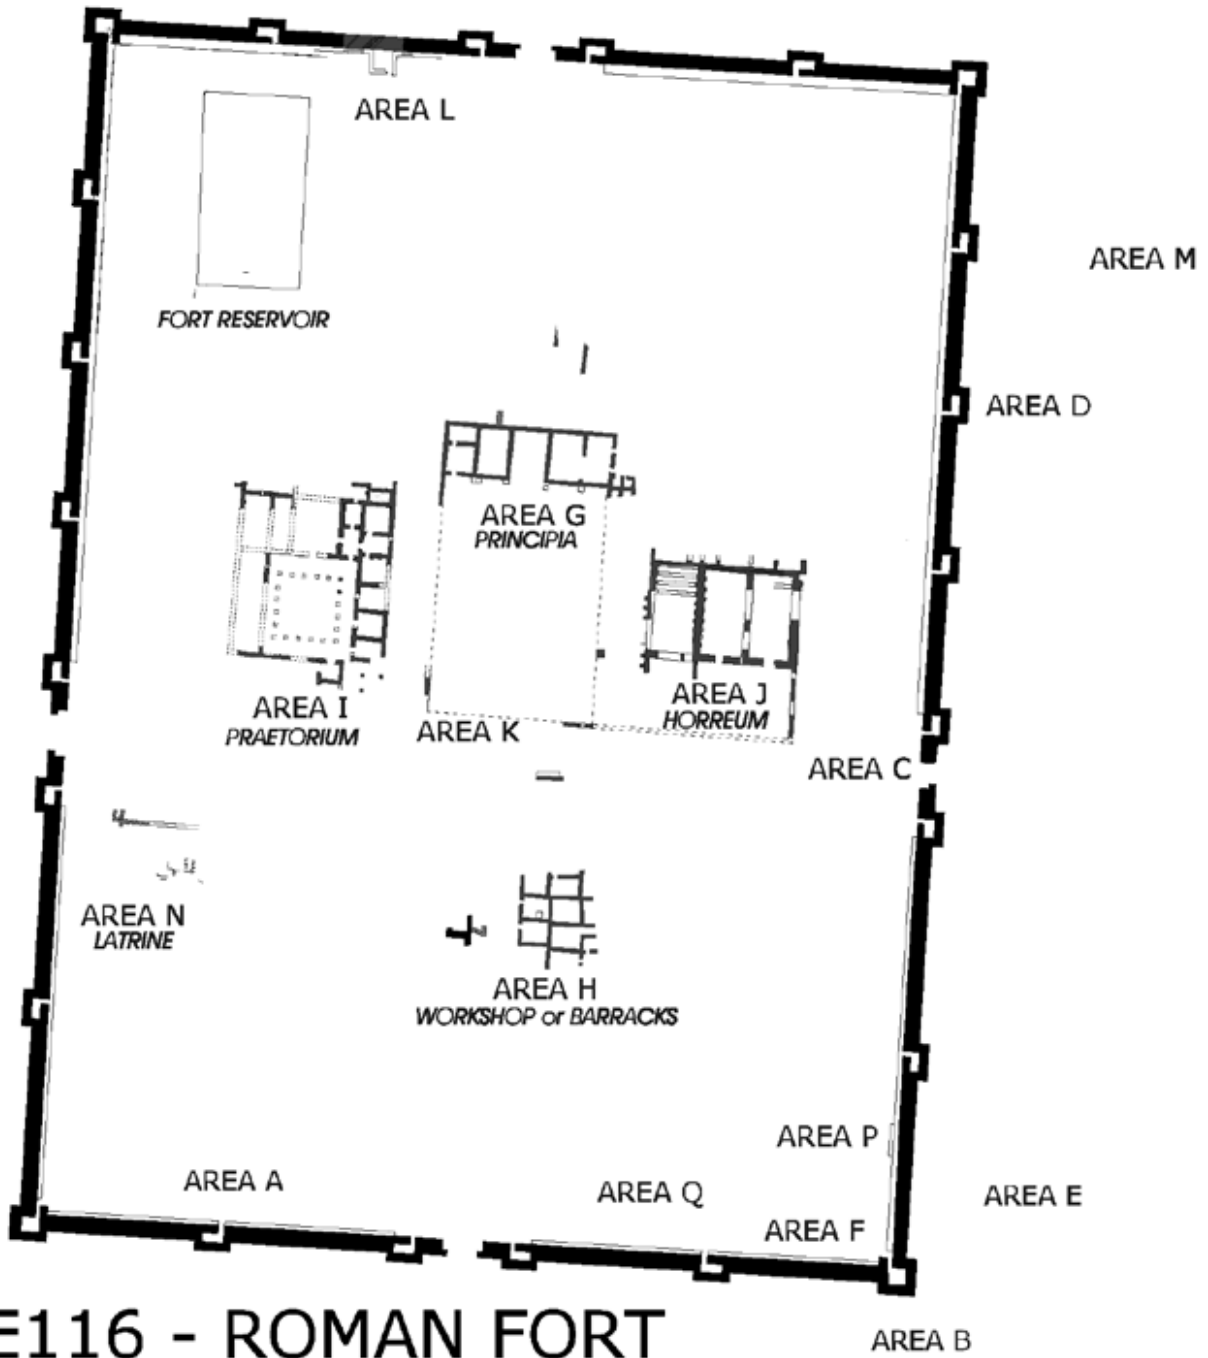 AREA L
AREA M
FORT RESERVOIR
AREA D
AREA G
PRINCIPIA
AREA I
PRAETORIUM
AREA K
AREA J
HORREUM
AREA C
AREA N
LATRINE
AREA H
WORKSHOP or BARRACKS
AREA P
AREA A
AREA Q
AREA E
AREA F
E116 - ROMAN FORT
AREA B